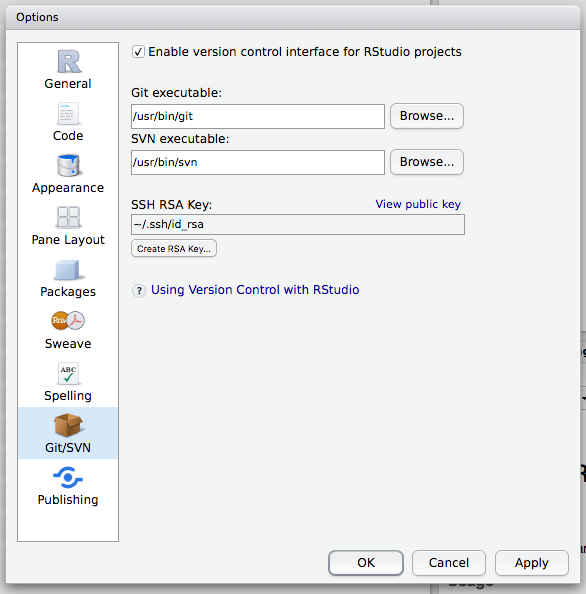 Options
General
Code
Appearance
Pane Layout
Packages
Rnw
Sweave
ABC
Spelling
Git/SVN
Publishing
Enable version control interface for RStudio projects
Git executable:
/usr/bin/git
Browse...
SVN executable:
/usr/bin/svn
Browse...
SSH RSA Key:
View public key
~/.ssh/id_rsa
Create RSA Key...
? Using Version Control with RStudio
OK
Cancel
Apply